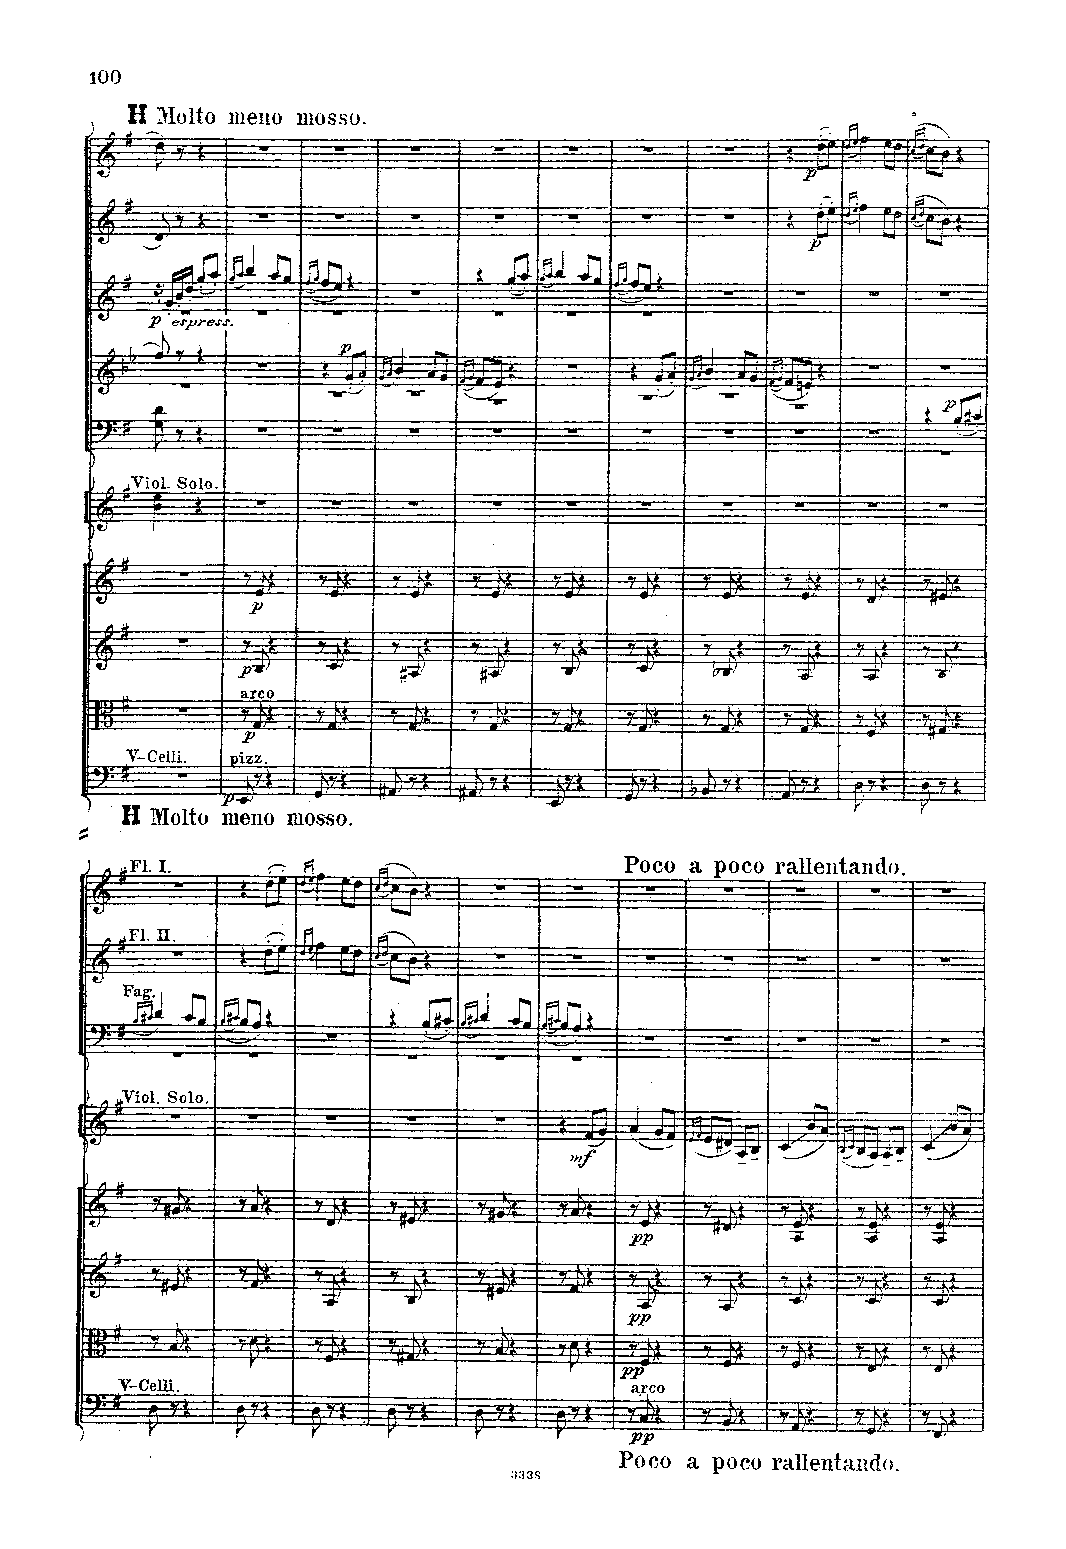 100
H Molto meno mosso.
p
p
p espress.
p
p
Viol. Solo.
p
p
arco
p
V-Celli. pizz.
p
H Molto meno mosso.
Fl. I. Poco a poco rallentando.
Fl. II.
Fag.
Viol. Solo.
mf
pp
pp
pp
V-Celli. arco
pp
Poco a poco rallentando.
3338